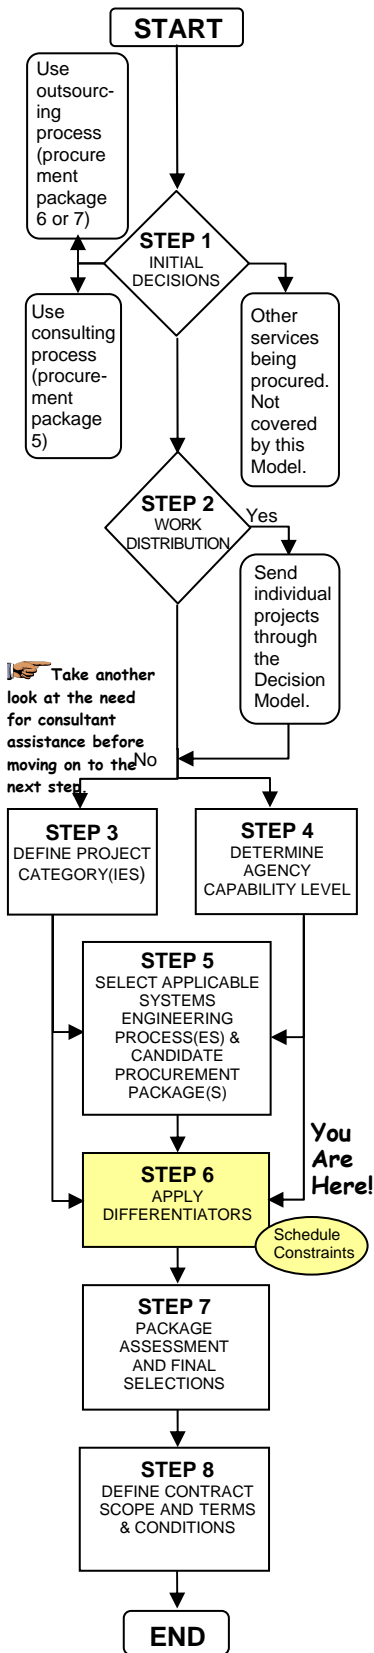 START
Use
outsourc-
ing
process
(procure
ment
package
6 or 7)
STEP 1
INITIAL
DECISIONS
Use
consulting
process
(procure-
ment
package
5)
Other
services
being
procured.
Not
covered
by this
Model.
STEP 2
WORK
DISTRIBUTION
Yes
Send
individual
projects
through
the
Decision
Model.
Take another
look at the need
for consultant
assistance before
moving on to the
next step.
No
STEP 3
DEFINE PROJECT
CATEGORY(IES)
STEP 4
DETERMINE
AGENCY
CAPABILITY LEVEL
STEP 5
SELECT APPLICABLE
SYSTEMS
ENGINEERING
PROCESS(ES) &
CANDIDATE
PROCUREMENT
PACKAGE(S)
You
Are
Here!
STEP 6
APPLY
DIFFERENTIATORS
Schedule
Constraints
STEP 7
PACKAGE
ASSESSMENT
AND FINAL
SELECTIONS
STEP 8
DEFINE CONTRACT
SCOPE AND TERMS
& CONDITIONS
END